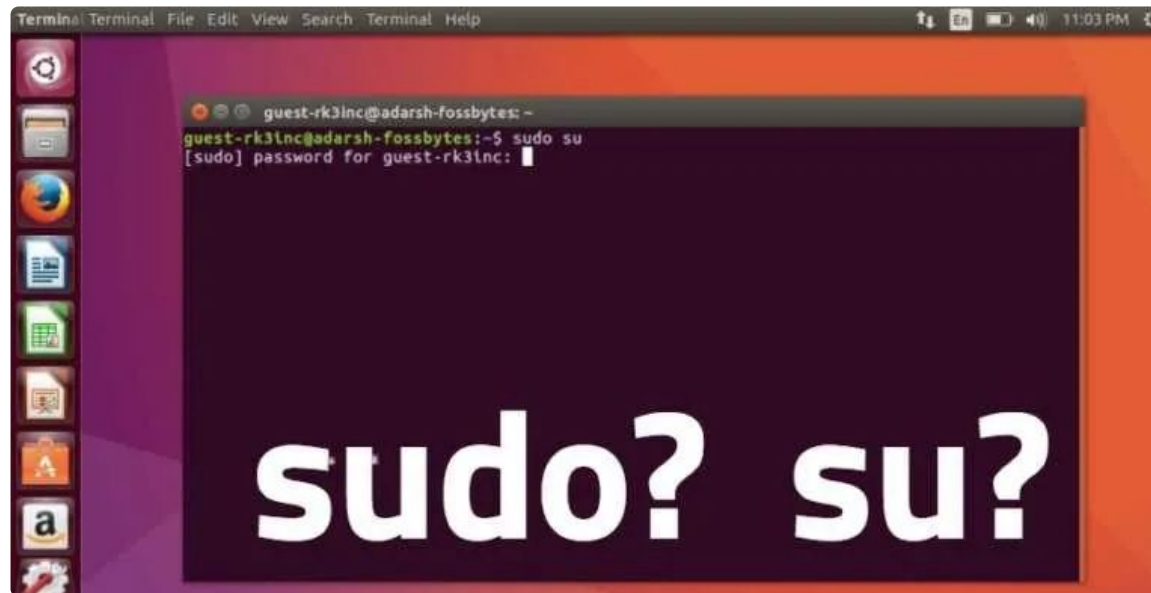 Terminal Terminal File Edit View Search Terminal Help En 11:03 PM
guest-rk3inc@adarsh-fossbytes: ~
guest-rk3inc@adarsh-fossbytes:~$ sudo su
[sudo] password for guest-rk3inc:
sudo? su?
A
a